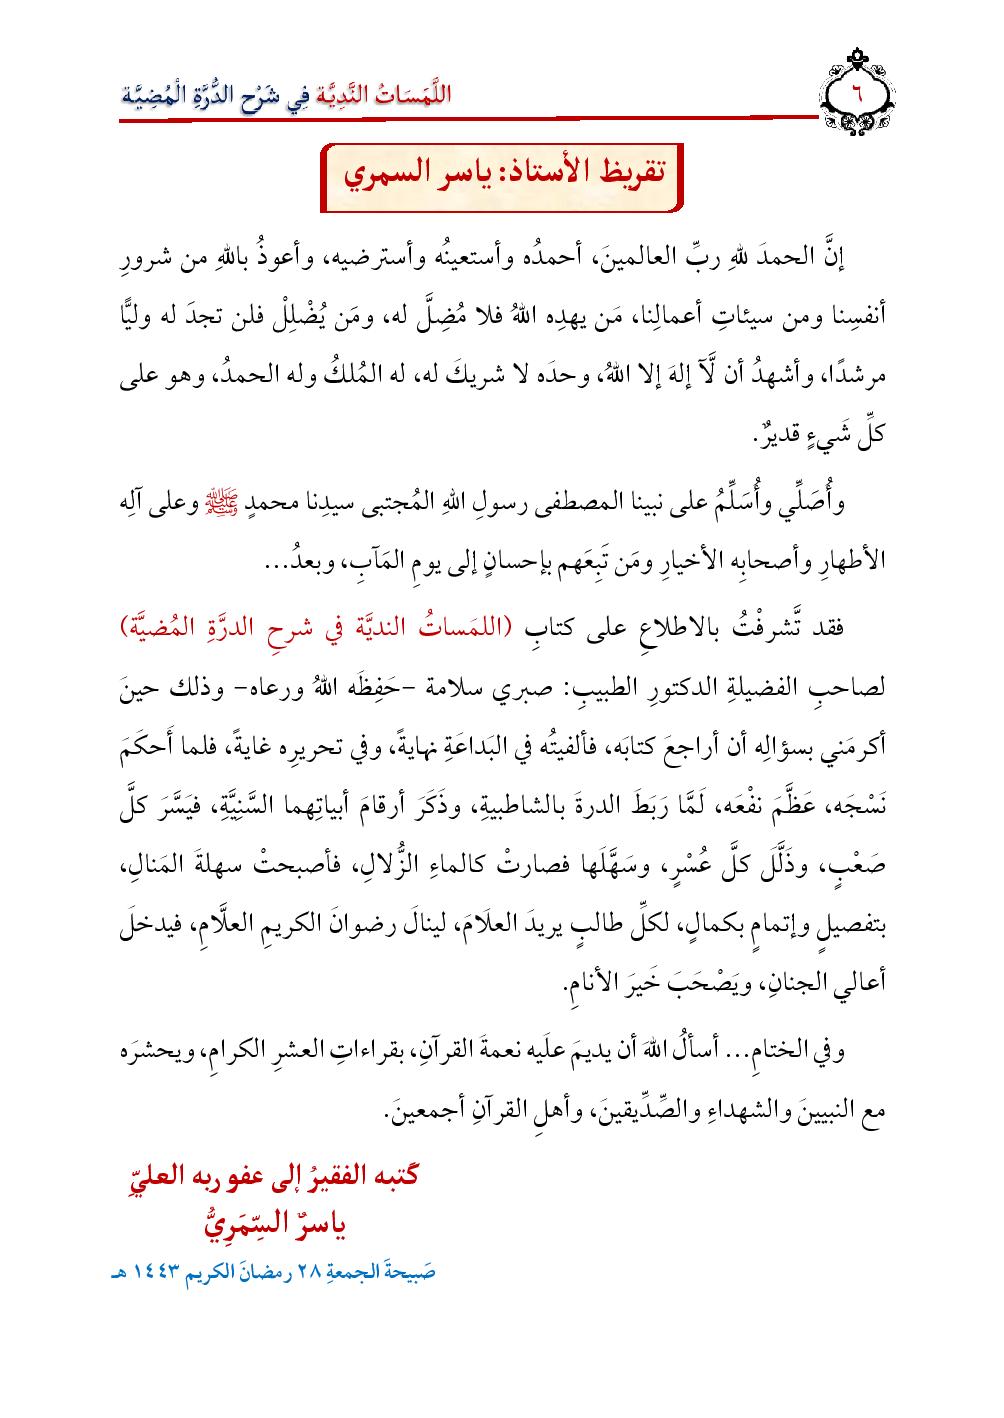 ٦
اللَّمَسَاتُ النَّدِيَّة فِي شَرْح الدُّرَّةِ الْمُضِيَّة
تقريظ الأستاذ: ياسر السمري
إنَّ الحمدَ للهِ ربِّ العالمينَ، أحمدُه وأستعينُه وأسترضيه، وأعوذُ باللهِ من شرورِ
أنفسِنا ومن سيئاتِ أعمالِنا، مَن يهدِه اللهُ فلا مُضِلَّ له، ومَن يُضْلِلْ فلن تجدَ له وليًّا
مرشدًا، وأشهدُ أن لَّآ إلهَ إلا اللهُ، وحدَه لا شريكَ له، له المُلكُ وله الحمدُ، وهو على
كلِّ شَيءٍ قديرٌ.
وأُصَلِّي وأُسَلِّمُ على نبينا المصطفى رسولِ اللهِ المُجتبى سيدِنا محمدٍ ﷺ وعلى آلِه
الأطهارِ وأصحابِه الأخيارِ ومَن تَبِعَهم بإحسانٍ إلى يومِ المَآبِ، وبعدُ...
فقد تَّشرفْتُ بالاطلاعِ على كتابِ (اللمَساتُ النديَّة في شرحِ الدرَّةِ المُضيَّة)
لصاحبِ الفضيلةِ الدكتورِ الطبيبِ: صبري سلامة –حَفِظَه اللهُ ورعاه– وذلك حينَ
أكرمَني بسؤالِه أن أراجعَ كتابَه، فألفيتُه في البَداعَةِ نهايةً، وفي تحريرِه غايةً، فلما أَحكَمَ
نَسْجَه، عَظَّمَ نفْعَه، لَمَّا رَبَطَ الدرةَ بالشاطبيةِ، وذَكَرَ أرقامَ أبياتِهما السَّنِيَّةِ، فيَسَّرَ كلَّ
صَعْبٍ، وذَلَّلَ كلَّ عُسْرٍ، وسَهَّلَها فصارتْ كالماءِ الزُّلالِ، فأصبحتْ سهلةَ المَنالِ،
بتفصيلٍ وإتمامٍ بكمالٍ، لكلِّ طالبٍ يريدَ العلَامَ، لينالَ رضوانَ الكريمِ العلَّامِ، فيدخلَ
أعالي الجنانِ، ويَصْحَبَ خَيرَ الأنامِ.
وفي الختامِ... أسألُ اللهَ أن يديمَ علَيه نعمةَ القرآنِ، بقراءاتِ العشرِ الكرامِ، ويحشرَه
مع النبيينَ والشهداءِ والصِّدِّيقينَ، وأهلِ القرآنِ أجمعينَ.
كَتبه الفقيرُ إلى عفو ربه العليِّ
ياسرٌ السِّمَرِيُّ
صَبيحةَ الجمعةِ ٢٨ رمضانَ الكريم ١٤٤٣ هـ